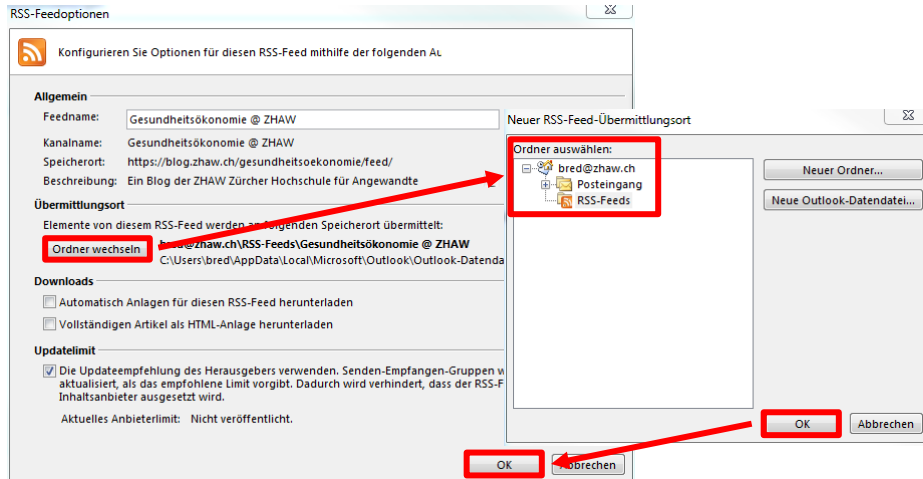 RSS-Feedoptionen
Konfigurieren Sie Optionen für diesen RSS-Feed mithilfe der folgenden
Allgemein
Feedname: Gesundheitsökonomie @ ZHAW
Kanalname: Gesundheitsökonomie @ ZHAW
Speicherort: https://blog.zhaw.ch/gesundheitsoekonomie/feed/
Beschreibung: Ein Blog der ZHAW Zürcher Hochschule für Angewandte
Übermittlungsort
Elemente von diesem RSS-Feed werden an folgenden Speicherort übermittelt:
Ordner wechseln
bred@zhaw.ch\RSS-Feeds\Gesundheitsökonomie @ ZHAW
C:\Users\bred\AppData\Local\Microsoft\Outlook\Outlook-Datenda
Downloads
Automatisch Anlagen für diesen RSS-Feed herunterladen
Vollständigen Artikel als HTML-Anlage herunterladen
Updatelimit
Die Updateempfehlung des Herausgebers verwenden. Senden-Empfangen-Gruppen w
aktualisiert, als das empfohlene Limit vorgibt. Dadurch wird verhindert, dass der RSS-F
Inhaltsanbieter ausgesetzt wird.
Aktuelles Anbieterlimit: Nicht veröffentlicht.
OK
Abbrechen
Neuer RSS-Feed-Übermittlungsort
Ordner auswählen:
bred@zhaw.ch
Posteingang
RSS-Feeds
Neuer Ordner...
Neue Outlook-Datendatei...
OK
Abbrechen